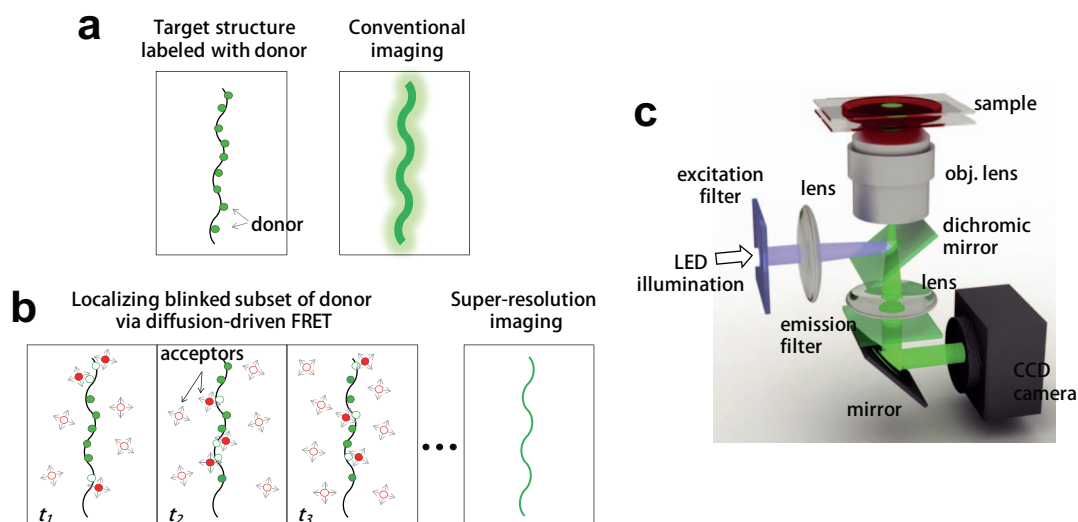 a
Target structure
labeled with donor
Conventional
imaging
donor
b
Localizing blinked subset of donor
via diffusion-driven FRET
Super-resolution
imaging
acceptors
t1
t2
t3
c
sample
obj. lens
excitation
filter
lens
dichromic
mirror
LED
illumination
lens
emission
filter
CCD
camera
mirror